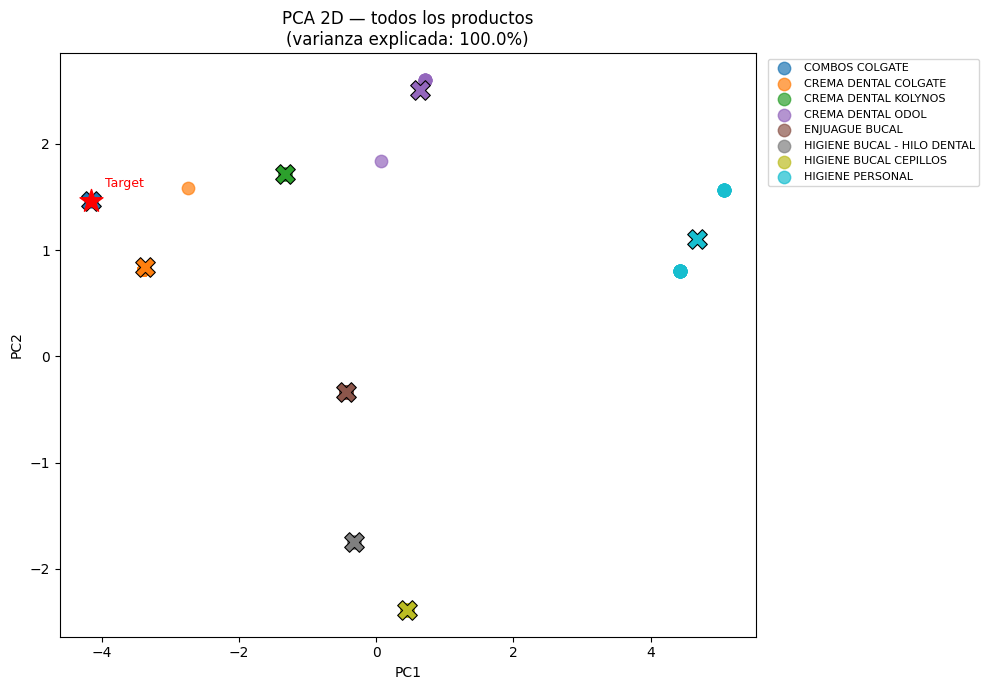 PCA 2D — todos los productos
(varianza explicada: 100.0%)
COMBOS COLGATE
CREMA DENTAL COLGATE
CREMA DENTAL KOLYNOS
CREMA DENTAL ODOL
ENJUAGUE BUCAL
HIGIENE BUCAL - HILO DENTAL
HIGIENE BUCAL CEPILLOS
HIGIENE PERSONAL
Target
PC2
2
1
0
−1
−2
−4
−2
0
2
4
PC1